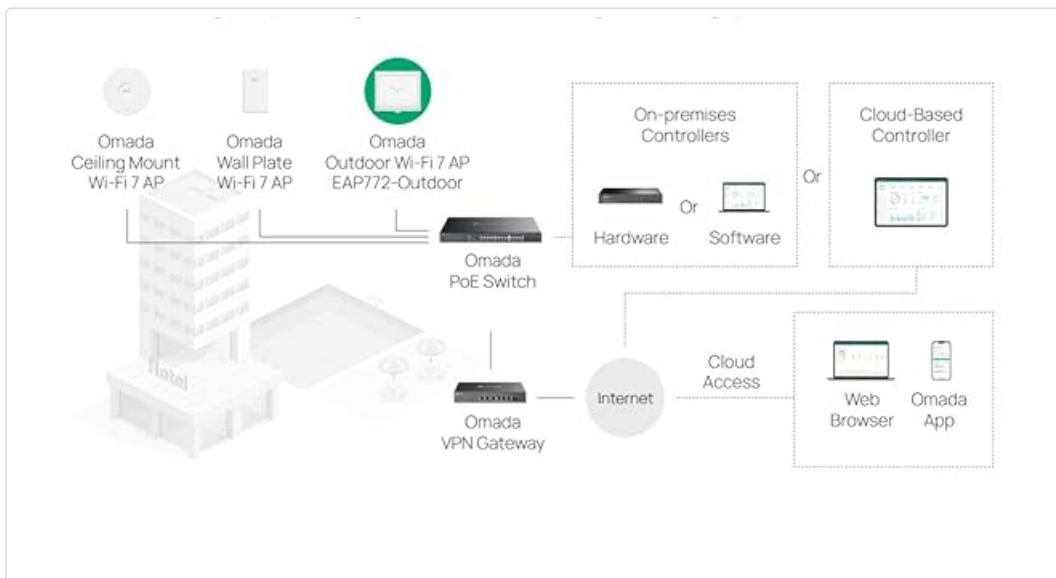 Omada
Ceiling Mount
Wi-Fi 7 AP
Omada
Wall Plate
Wi-Fi 7 AP
Omada
Outdoor Wi-Fi 7 AP
EAP772-Outdoor
On-premises
Controllers
Hardware
Or
Software
Or
Cloud-Based
Controller
Omada
PoE Switch
Hotel
Omada
VPN Gateway
Internet
Cloud
Access
Web
Browser
Omada
App